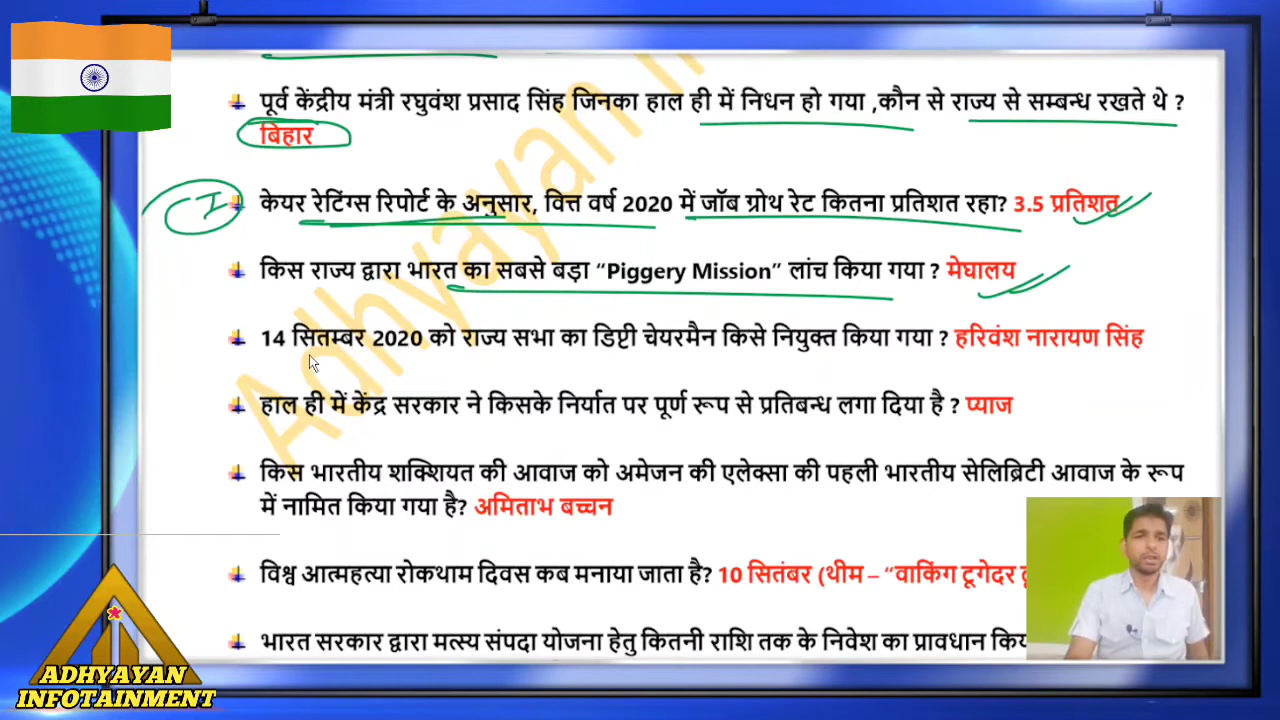 पूर्व केंद्रीय मंत्री रघुवंश प्रसाद सिंह जिनका हाल ही में निधन हो गया ,कौन से राज्य से सम्बन्ध रखते थे ?
बिहार
केयर रेटिंग्स रिपोर्ट के अनुसार, वित्त वर्ष 2020 में जॉब ग्रोथ रेट कितना प्रतिशत रहा? 3.5 प्रतिशत
किस राज्य द्वारा भारत का सबसे बड़ा “Piggery Mission” लांच किया गया ? मेघालय
14 सितम्बर 2020 को राज्य सभा का डिप्टी चेयरमैन किसे नियुक्त किया गया ? हरिवंश नारायण सिंह
हाल ही में केंद्र सरकार ने किसके निर्यात पर पूर्ण रूप से प्रतिबन्ध लगा दिया है ? प्याज
किस भारतीय शक्शियत की आवाज को अमेजन की एलेक्सा की पहली भारतीय सेलिब्रिटी आवाज के रूप
में नामित किया गया है? अमिताभ बच्चन
विश्व आत्महत्या रोकथाम दिवस कब मनाया जाता है? 10 सितंबर (थीम – “वाकिंग टूगेदर
भारत सरकार द्वारा मत्स्य संपदा योजना हेतु कितनी राशि तक के निवेश का प्रावधान
Adhyayan
ADHYAYAN
INFOTAINMENT